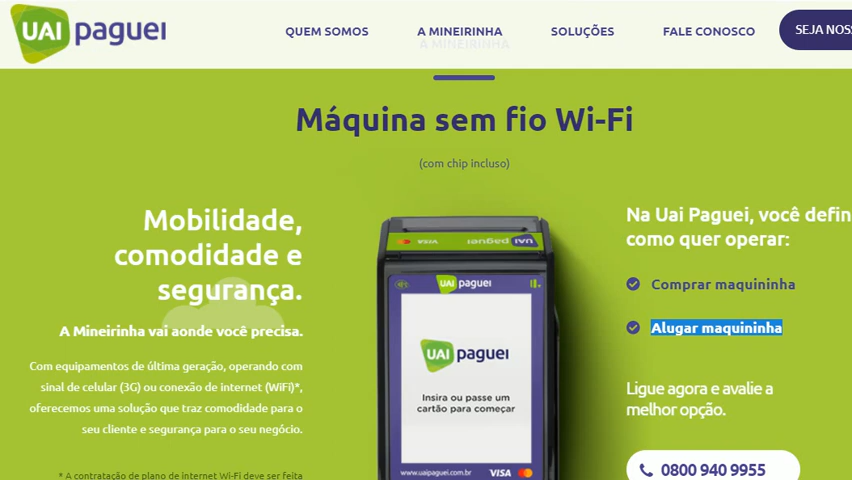 UAI paguei
QUEM SOMOS
A MINEIRINHA
SOLUÇÕES
FALE CONOSCO
SEJA NOS
A MINEIRINHA
Máquina sem fio Wi-Fi
(com chip incluso)
Mobilidade,
comodidade e
segurança.
A Mineirinha vai aonde você precisa.
Com equipamentos de última geração, operando com
sinal de celular (3G) ou conexão de internet (WiFi)*,
oferecemos uma solução que traz comodidade para o
seu cliente e segurança para o seu negócio.
* A contratação de plano de internet Wi-Fi deve ser feita
UAI paguei
VISA
UAI paguei
UAI paguei
Insira ou passe um
cartão para começar
www.uaipaguei.com.br VISA
Na Uai Paguei, você defin
como quer operar:
Comprar maquininha
Alugar maquininha
Ligue agora e avalie a
melhor opção.
0800 940 9955